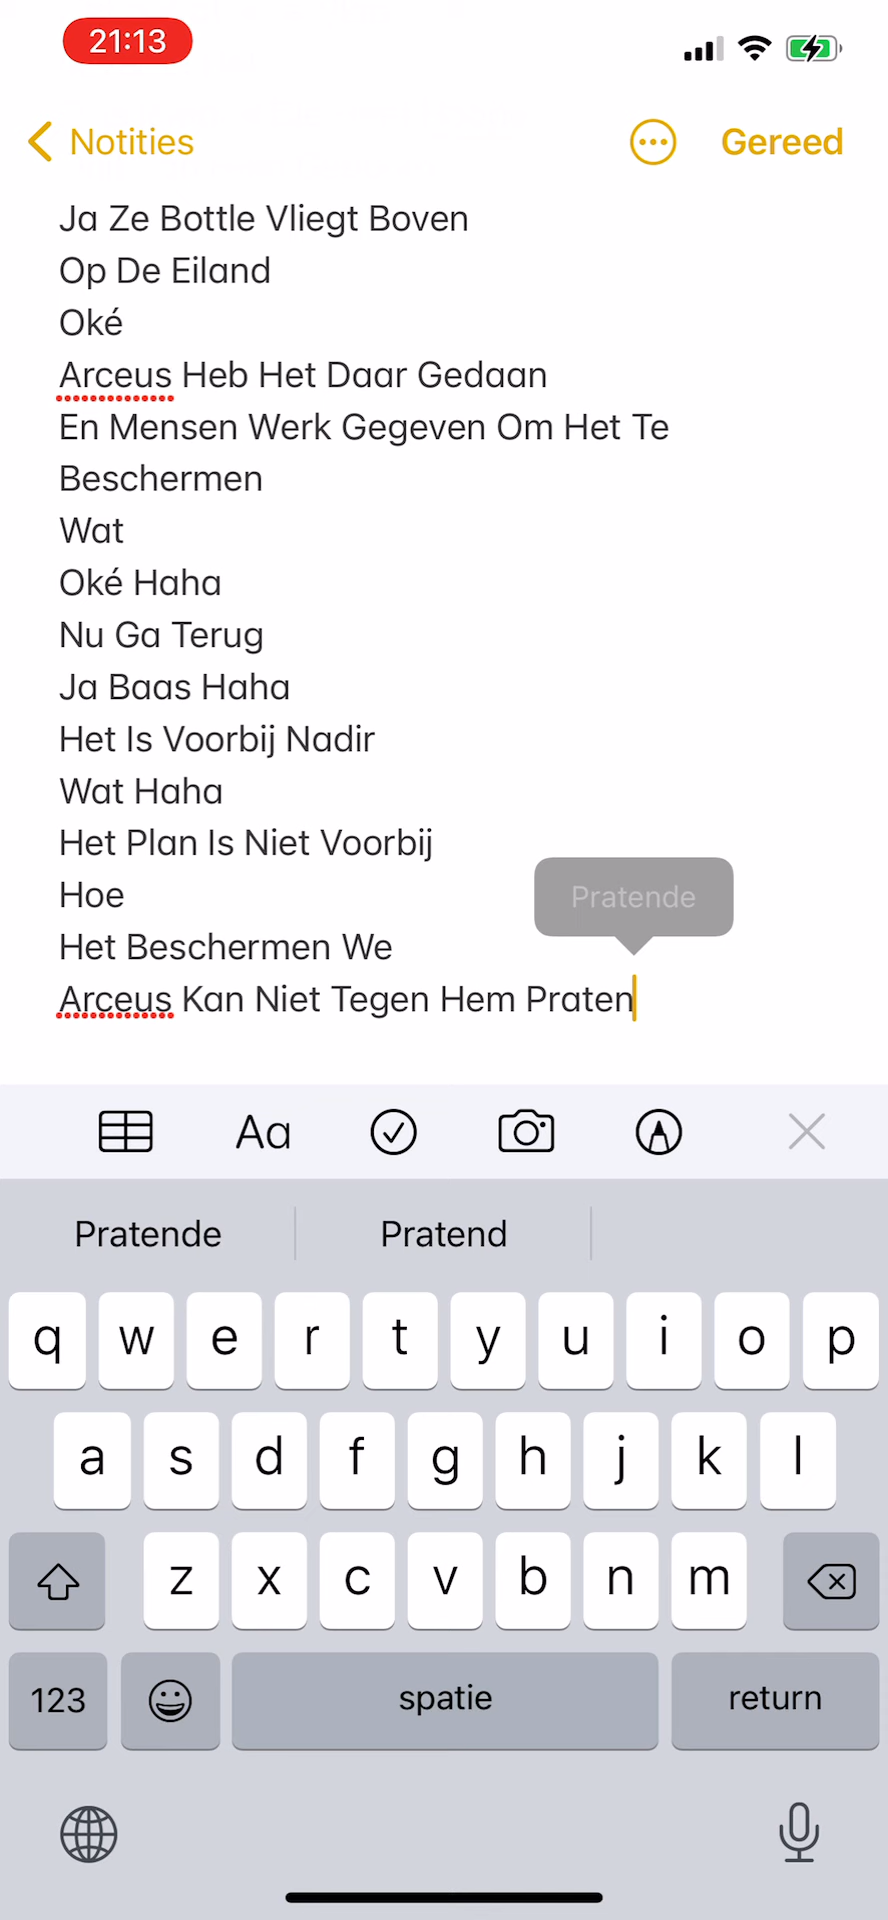 21:13
Notities
Gereed
Ja Ze Bottle Vliegt Boven
Op De Eiland
Oké
Arceus Heb Het Daar Gedaan
En Mensen Werk Gegeven Om Het Te
Beschermen
Wat
Oké Haha
Nu Ga Terug
Ja Baas Haha
Het Is Voorbij Nadir
Wat Haha
Het Plan Is Niet Voorbij
Hoe
Pratende
Het Beschermen We
Arceus Kan Niet Tegen Hem Praten
Aa
Pratende Pratend
q w e r t y u i o p
a s d f g h j k l
z x c v b n m
123 spatie return